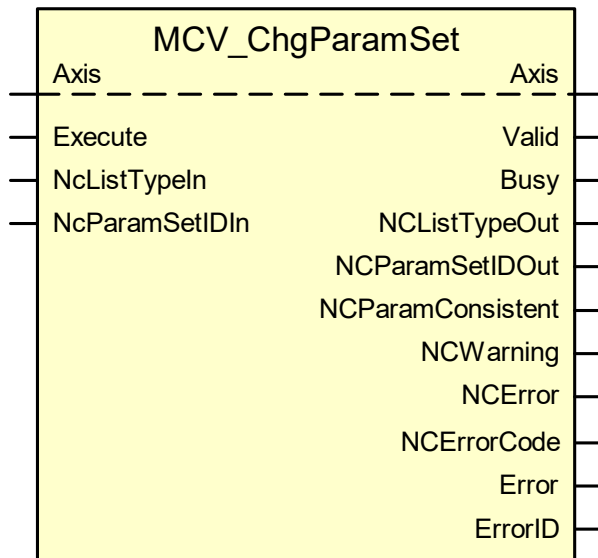 MCV_ChgParamSet
Axis Axis
Execute Valid
NcListTypeIn Busy
NcParamSetIDIn NCListTypeOut
NCParamSetIDOut
NCParamConsistent
NCWarning
NCError
NCErrorCode
Error
ErrorID